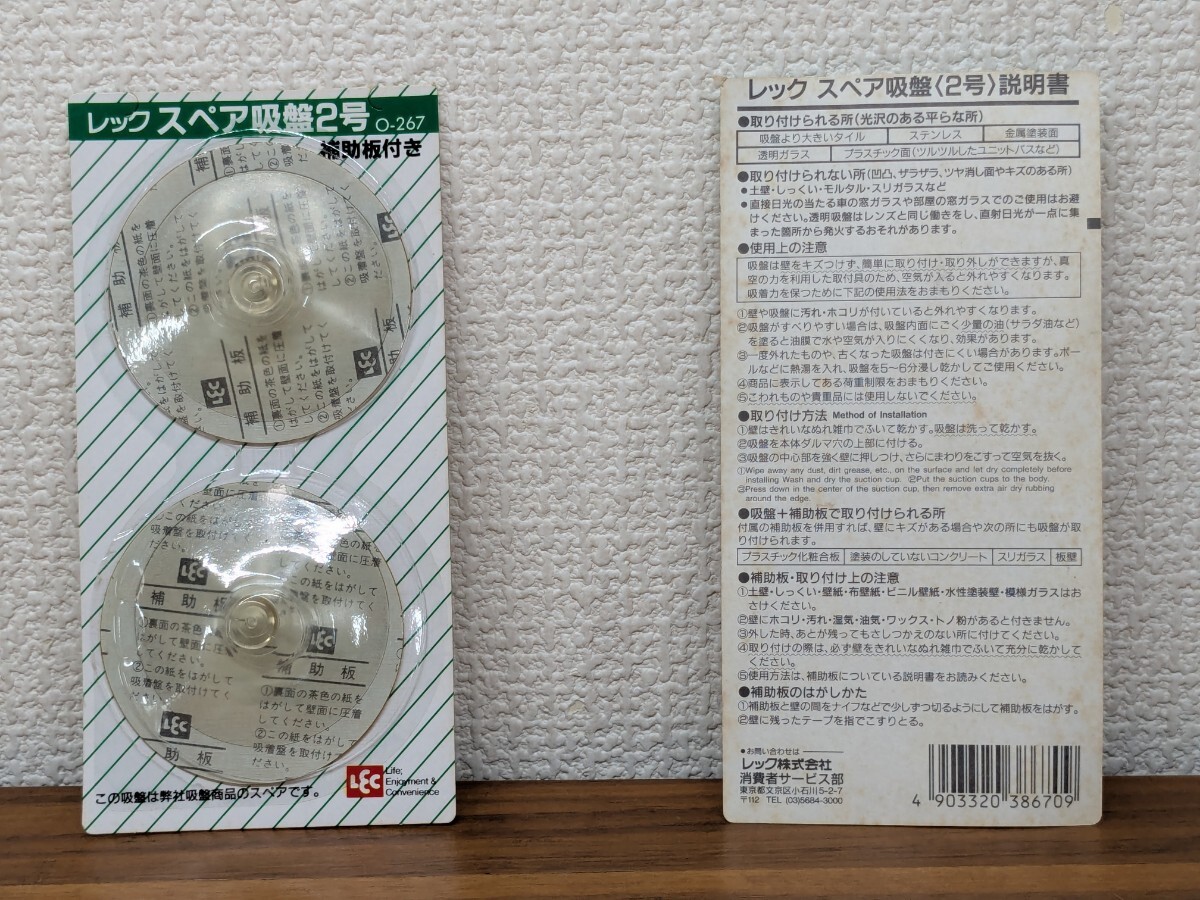 レック スペア吸盤2号 O-267
補助板付き
補助板
①裏面の茶色の紙を
はがして壁面に圧着
してください。
②この紙をはがして
吸着盤を取付けてく
ださい。
LEC
補助板
①裏面の茶色の紙を
はがして壁面に圧着
してください。
②この紙をはがして
吸着盤を取付けてく
ださい。
LEC
LEC
Life;
Enjoyment &
Convenience
この吸盤は弊社吸盤商品のスペアです。
レック スペア吸盤〈2号〉説明書
●取り付けられる所(光沢のある平らな所)
吸盤より大きいタイル ステンレス 金属塗装面
透明ガラス プラスチック面(ツルツルしたユニットバスなど)
●取り付けられない所(凹凸、ザラザラ、ツヤ消し面やキズのある所)
●土壁・しっくい・モルタル・スリガラスなど
●直接日光の当たる車の窓ガラスや部屋の窓ガラスでのご使用はお避
けください。透明吸盤はレンズと同じ働きをし、直射日光が一点に集
まった箇所から発火するおそれがあります。
●使用上の注意
吸盤は壁をキズつけず、簡単に取り付け・取り外しができますが、真
空の力を利用した取付具のため、空気が入ると外れやすくなります。
吸着力を保つために下記の使用法をおまもりください。
①壁や吸盤に汚れ・ホコリが付いていると外れやすくなります。
②吸盤がすべりやすい場合は、吸盤内面にごく少量の油(サラダ油など)
を塗ると油膜で水や空気が入りにくくなり、効果があります。
③一度外れたものや、古くなった吸盤は付きにくい場合があります。ボー
ルなどに熱湯を入れ、吸盤を5〜6分浸し乾かしてご使用ください。
④商品に表示してある荷重制限をおまもりください。
⑤こわれものや貴重品には使用しないでください。
●取り付け方法 Method of Installation
①壁はきれいなぬれ雑巾でふいて乾かす。吸盤は洗って乾かす。
②吸盤を本体ダルマ穴の上部に付ける。
③吸盤の中心部を強く壁に押しつけ、さらにまわりをこすって空気を抜く。
①Wipe away any dust, dirt grease, etc., on the surface and let dry completely before
installing Wash and dry the suction cup. ②Put the suction cups to the body.
③Press down in the center of the suction cup, then remove extra air dry rubbing
around the edge.
●吸盤+補助板で取り付けられる所
付属の補助板を併用すれば、壁にキズがある場合や次の所にも吸盤が取
り付けられます。
プラスチック化粧合板 塗装のしていないコンクリート スリガラス 板壁
●補助板・取り付け上の注意
①土壁・しっくい・壁紙・布壁紙・ビニル壁紙・水性塗装壁・模様ガラスはお
さけください。
②壁にホコリ・汚れ・湿気・油気・ワックス・トノ粉があると付きません。
③外した時、あとが残ってもさしつかえのない所に付けてください。
④取り付けの際は、必ず壁をきれいなぬれ雑巾でふいて充分に乾かして
ください。
⑤使用方法は、補助板についている説明書をお読みください。
●補助板のはがしかた
①補助板と壁の間をナイフなどで少しずつ切るようにして補助板をはがす。
②壁に残ったテープを指でこすりとる。
●お問い合わせは
レック株式会社
消費者サービス部
東京都文京区小石川5-2-7
〒112 TEL (03)5684-3000
4 903320 386709